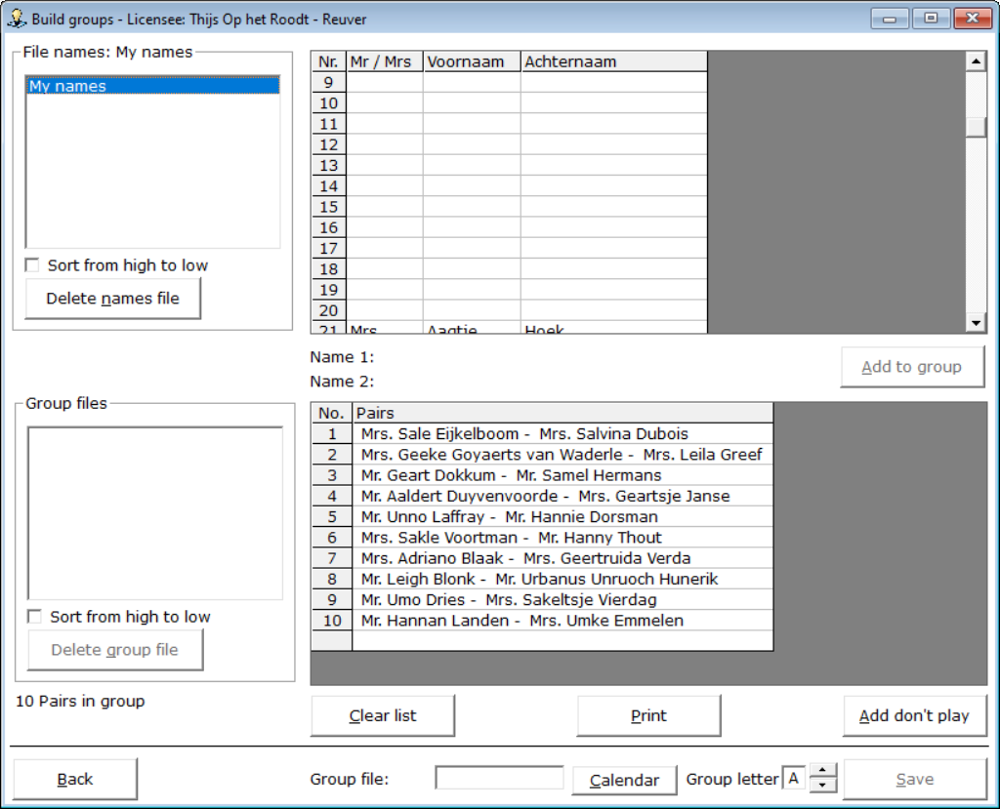 Build groups - Licensee: Thijs Op het Roodt - Reuver
File names: My names
My names
Sort from high to low
Delete names file
Nr. Mr / Mrs Voornaam Achternaam
9
10
11
12
13
14
15
16
17
18
19
20
21 Mrs Aagtje Hoek
Name 1:
Name 2:
Add to group
Group files
Sort from high to low
Delete group file
10 Pairs in group
No. Pairs
1 Mrs. Sale Eijkelboom - Mrs. Salvina Dubois
2 Mrs. Geeke Goyaerts van Waderle - Mrs. Leila Greef
3 Mr. Geart Dokkum - Mr. Samel Hermans
4 Mr. Aaldert Duyvenvoorde - Mrs. Geartsje Janse
5 Mr. Unno Laffray - Mr. Hannie Dorsman
6 Mrs. Sakle Voortman - Mr. Hanny Thout
7 Mrs. Adriano Blaak - Mrs. Geertruida Verda
8 Mr. Leigh Blonk - Mr. Urbanus Unruoch Hunerik
9 Mr. Umo Dries - Mrs. Sakeltsje Vierdag
10 Mr. Hannan Landen - Mrs. Umke Emmelen
Clear list Print Add don't play
Back Group file: Calendar Group letter A Save